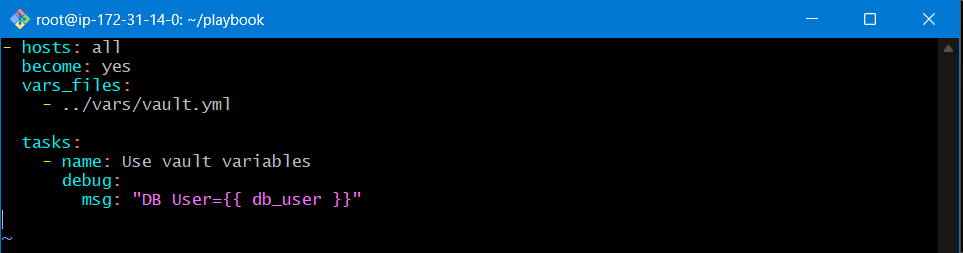 root@ip-172-31-14-0: ~/playbook
- hosts: all
  become: yes
  vars_files:
    - ../vars/vault.yml

  tasks:
    - name: Use vault variables
      debug:
        msg: "DB User={{ db_user }}"
~